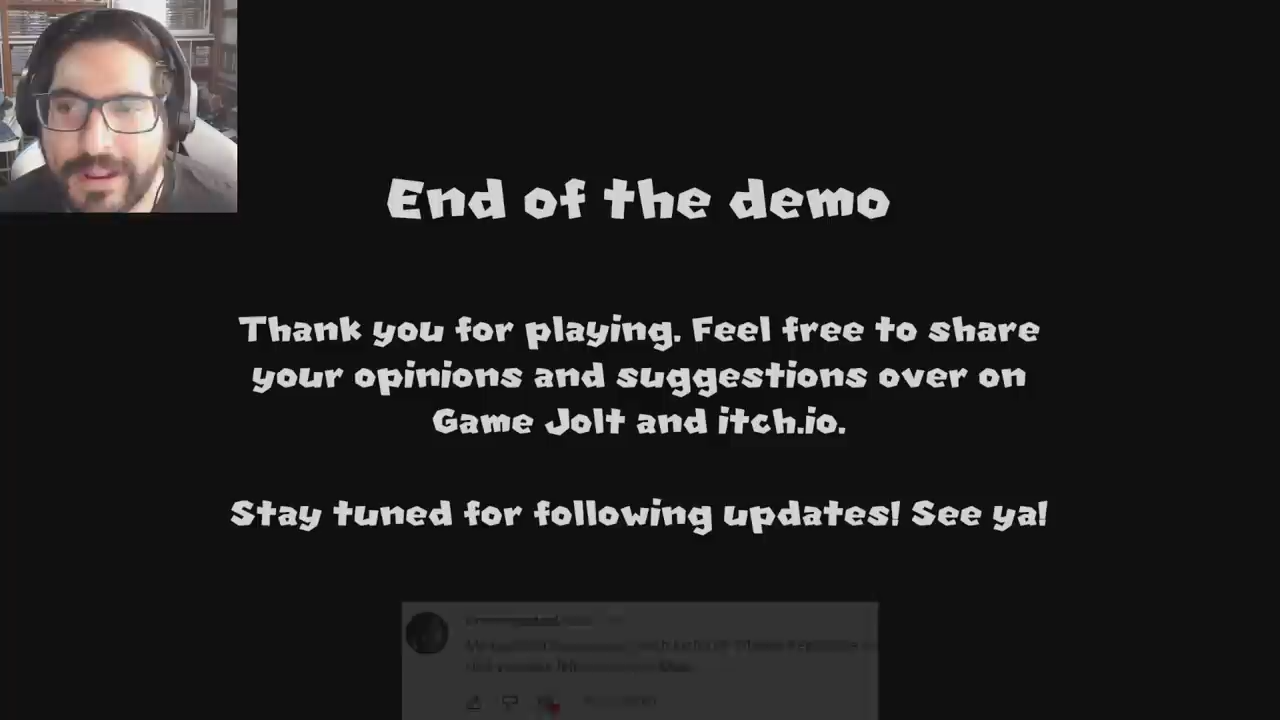 End of the demo
Thank you for playing. Feel free to share
your opinions and suggestions over on
Game Jolt and itch.io.
Stay tuned for following updates! See ya!